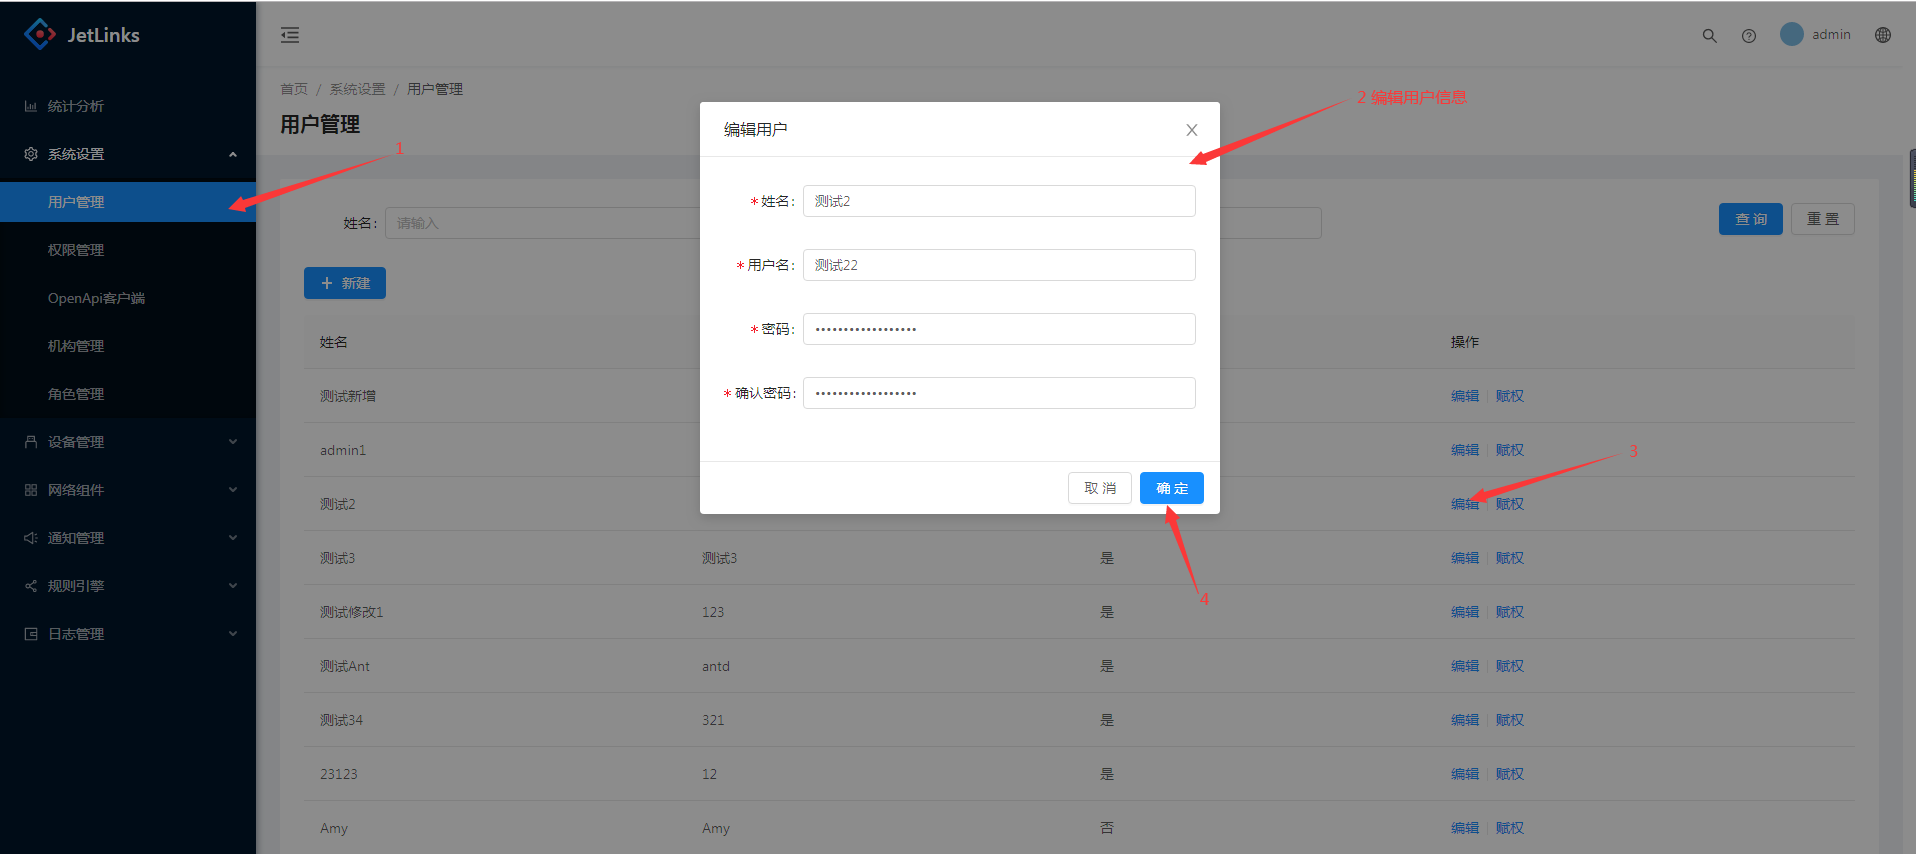 JetLinks
admin
统计分析
系统设置
用户管理
权限管理
OpenApi客户端
机构管理
角色管理
设备管理
网络组件
通知管理
规则引擎
日志管理
首页 / 系统设置 / 用户管理
用户管理
1
2 编辑用户信息
姓名: 请输入
查 询 重 置
+ 新建
编辑用户
* 姓名: 测试2
* 用户名: 测试22
* 密码: ••••••••••••••••••
* 确认密码: ••••••••••••••••••
取 消 确 定
姓名 操作
测试新增 编辑 赋权
admin1 编辑 赋权
3
测试2 编辑 赋权
测试3 测试3 是 编辑 赋权
4
测试修改1 123 是 编辑 赋权
测试Ant antd 是 编辑 赋权
测试34 321 是 编辑 赋权
23123 12 是 编辑 赋权
Amy Amy 否 编辑 赋权